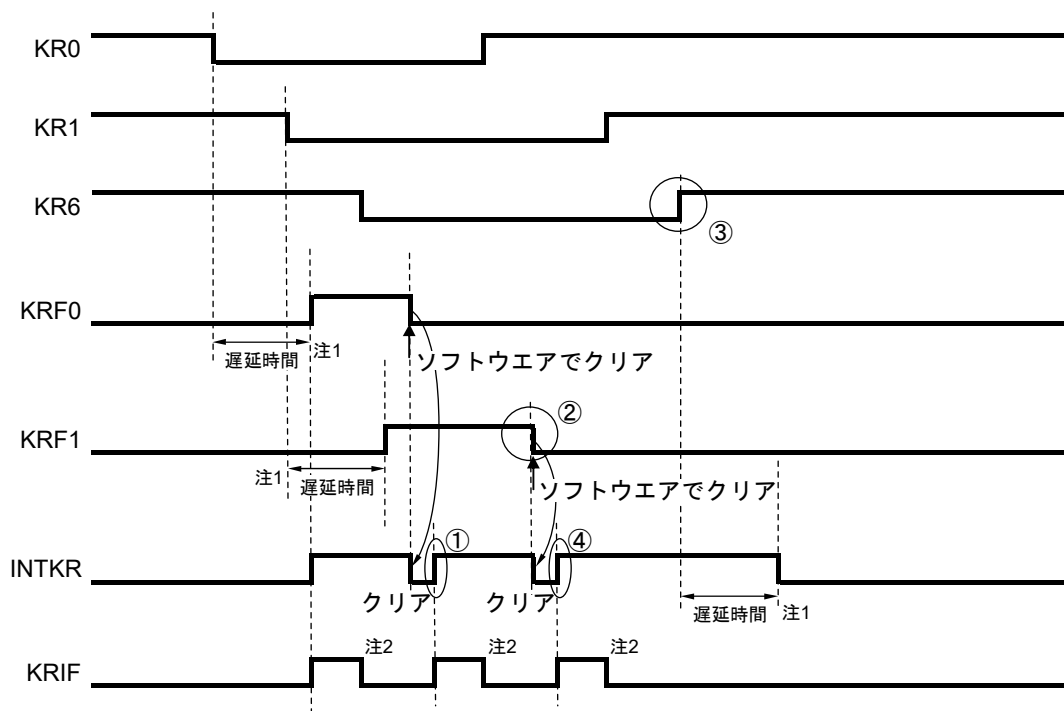 KR0
KR1
KR6
③
KRF0
遅延時間 注1
ソフトウエアでクリア
②
KRF1
注1 遅延時間
ソフトウエアでクリア
① ④
INTKR
クリア クリア 遅延時間 注1
注2 注2 注2
KRIF